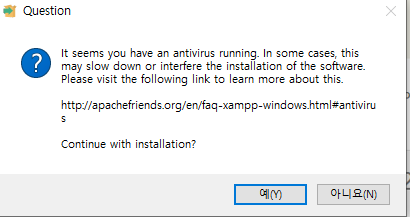 Question
It seems you have an antivirus running. In some cases, this
may slow down or interfere the installation of the software.
Please visit the following link to learn more about this.
http://apachefriends.org/en/faq-xampp-windows.html#antiviru
s
Continue with installation?
예(Y)
아니요(N)